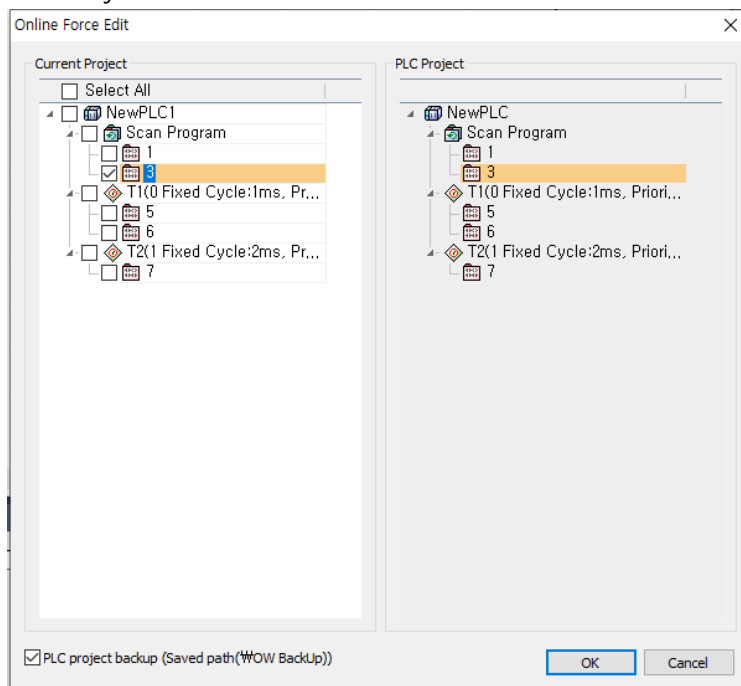 Online Force Edit
Current Project
Select All
NewPLC1
Scan Program
1
3
T1(0 Fixed Cycle:1ms, Pr...
5
6
T2(1 Fixed Cycle:2ms, Pr...
7
PLC Project
NewPLC
Scan Program
1
3
T1(0 Fixed Cycle:1ms, Priori...
5
6
T2(1 Fixed Cycle:2ms, Priori...
7
PLC project backup (Saved path(₩OW BackUp))
OK
Cancel